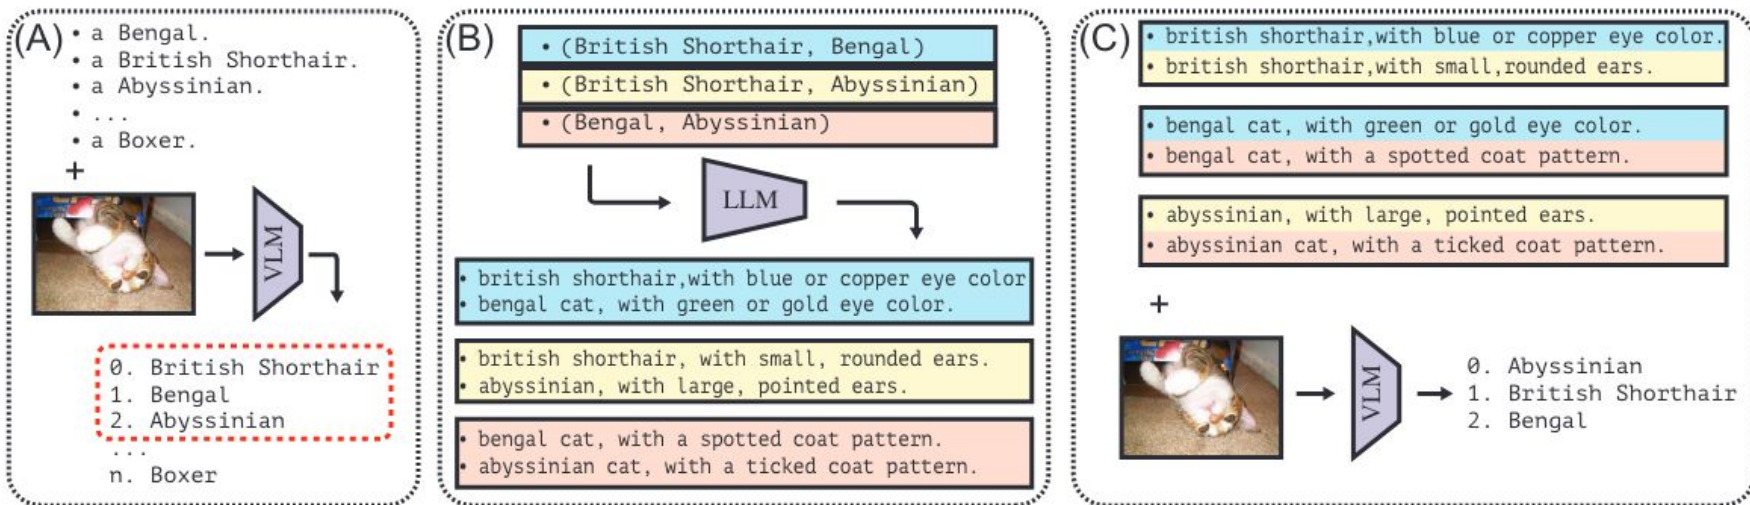 (A)
• a Bengal.
• a British Shorthair.
• a Abyssinian.
• ...
• a Boxer.
+
VLM
0. British Shorthair
1. Bengal
2. Abyssinian
...
n. Boxer
(B)
• (British Shorthair, Bengal)
• (British Shorthair, Abyssinian)
• (Bengal, Abyssinian)
LLM
• british shorthair,with blue or copper eye color
• bengal cat, with green or gold eye color.
• british shorthair, with small, rounded ears.
• abyssinian, with large, pointed ears.
• bengal cat, with a spotted coat pattern.
• abyssinian cat, with a ticked coat pattern.
(C)
• british shorthair,with blue or copper eye color.
• british shorthair,with small,rounded ears.
• bengal cat, with green or gold eye color.
• bengal cat, with a spotted coat pattern.
• abyssinian, with large, pointed ears.
• abyssinian cat, with a ticked coat pattern.
+
VLM
0. Abyssinian
1. British Shorthair
2. Bengal